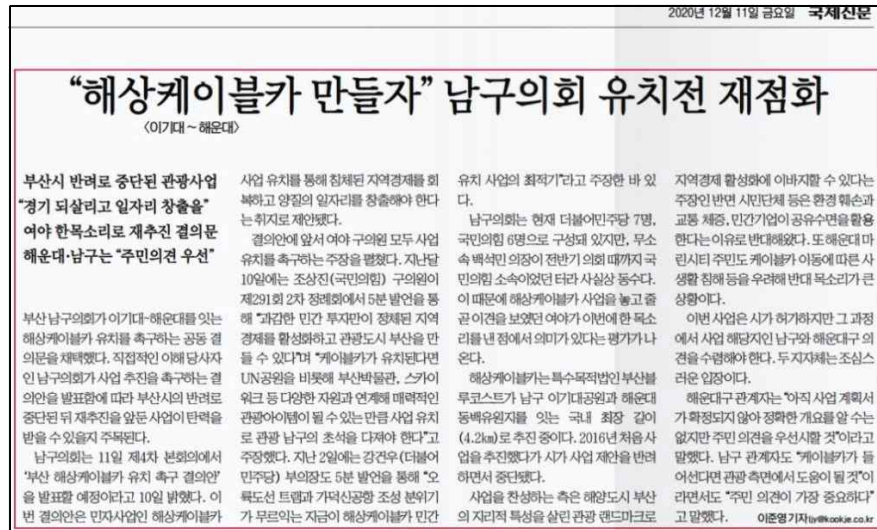 2020년 12월 11일 금요일 국제신문
“해상케이블카 만들자” 남구의회 유치전 재점화
〈이기대~해운대〉
부산시 반려로 중단된 관광사업
“경기 되살리고 일자리 창출을”
여야 한목소리로 재추진 결의문
해운대·남구는 “주민의견 우선”
부산 남구의회가 이기대~해운대를 잇는
해상케이블카 유치를 촉구하는 공동 결
의문을 채택했다. 직접적인 이해 당사자
인 남구의회가 사업 추진을 촉구하는 결
의안을 발표함에 따라 부산시의 반려로
중단된 뒤 재추진을 앞둔 사업이 탄력을
받을 수 있을지 주목된다.
남구의회는 11일 제4차 본회의에서
‘부산 해상케이블카 유치 촉구 결의안’
을 발표할 예정이라고 10일 밝혔다. 이
번 결의안은 민자사업인 해상케이블카
사업 유치를 통해 침체된 지역경제를 회
복하고 양질의 일자리를 창출해야 한다
는 취지로 제안됐다.
결의안에 앞서 여야 구의원 모두 사업
유치를 촉구하는 주장을 펼쳤다. 지난달
10일에는 조상진(국민의힘) 구의원이
제291회 2차 정례회에서 5분 발언을 통
해 “과감한 민간 투자만이 정체된 지역
경제를 활성화하고 관광도시 부산을 만
들 수 있다”며 “케이블카가 유치된다면
UN공원을 비롯해 부산박물관, 스카이
워크 등 다양한 자원과 연계해 매력적인
관광아이템이 될 수 있는 만큼 사업 유치
로 관광 남구의 초석을 다져야 한다”고
주장했다. 지난 2일에는 강건우(더불어
민주당) 부의장도 5분 발언을 통해 “오
륙도선 트램과 가덕신공항 조성 분위기
가 무르익는 지금이 해상케이블카 민간
유치 사업의 최적기”라고 주장한 바 있
다.
남구의회는 현재 더불어민주당 7명,
국민의힘 6명으로 구성돼 있지만, 무소
속 백석민 의장이 전반기 의회 때까지 국
민의힘 소속이었던 터라 사실상 동수다.
이 때문에 해상케이블카 사업을 놓고 줄
곧 이견을 보였던 여야가 이번에 한 목소
리를 낸 점에서 의미가 있다는 평가가 나
온다.
해상케이블카는 특수목적법인 부산블
루코스트가 남구 이기대공원과 해운대
동백유원지를 잇는 국내 최장 길이
(4.2㎞)로 추진 중이다. 2016년 처음 사
업을 추진했다가 시가 사업 제안을 반려
하면서 중단됐다.
사업을 찬성하는 측은 해양도시 부산
의 지리적 특성을 살린 관광 랜드마크로
지역경제 활성화에 이바지할 수 있다는
주장인 반면 시민단체 등은 환경 훼손과
교통 체증, 민간기업이 공유수면을 활용
한다는 이유로 반대해왔다. 또 해운대 마
린시티 주민도 케이블카 이동에 따른 사
생활 침해 등을 우려해 반대 목소리가 큰
상황이다.
이번 사업은 시가 허가하지만 그 과정
에서 사업 해당지인 남구와 해운대구 의
견을 수렴해야 한다. 두 지자체는 조심스
러운 입장이다.
해운대구 관계자는 “아직 사업 계획서
가 확정되지 않아 정확한 개요를 알 수는
없지만 주민 의견을 우선시할 것”이라고
말했다. 남구 관계자도 “케이블카가 들
어선다면 관광 측면에서 도움이 될 것”이
라면서도 “주민 의견이 가장 중요하다”
고 말했다. 이준영 기자